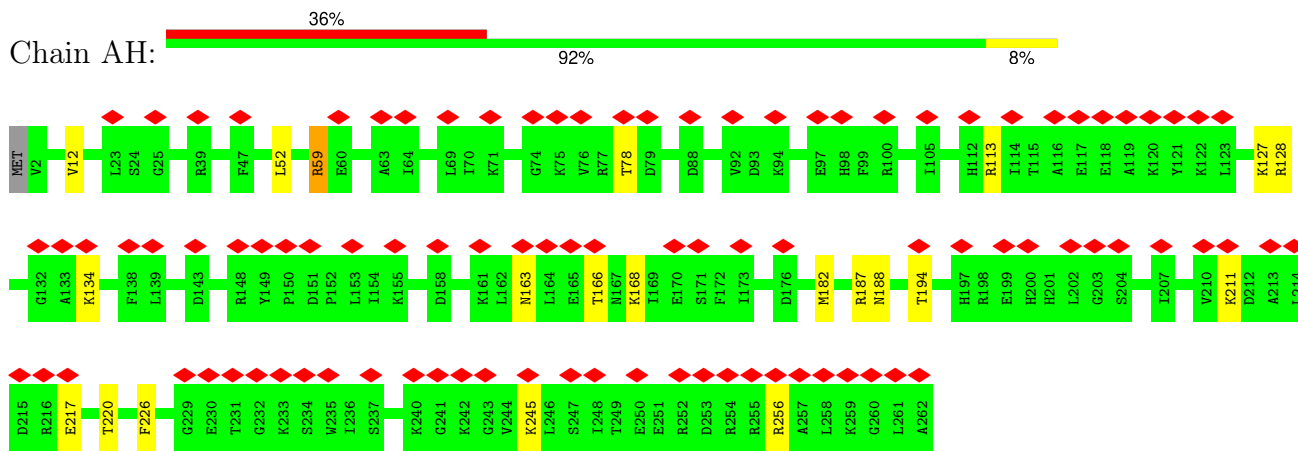 36%
Chain AH:
92% 8%
MET V2 V12 L23 S24 G25 R39 F47 L52 R59 E60 A63 I64 L69 I70 K71 G74 K75 V76 R77 T78 D79 D88 V92 D93 K94 E97 H98 F99 R100 I105 H112 R113 I114 T115 A116 E117 E118 A119 K120 Y121 K122 L123 K127 R128
G132 A133 K134 F138 L139 D143 R148 Y149 P150 D151 P152 L153 I154 K155 D158 K161 L162 N163 L164 E165 T166 N167 K168 I169 E170 S171 F172 I173 D176 M182 R187 N188 T194 H197 R198 E199 H200 H201 L202 G203 S204 I207 V210 K211 D212 A213 L214
D215 R216 E217 T220 F226 G229 E230 T231 G232 K233 S234 W235 I236 S237 K240 G241 K242 G243 V244 K245 L246 S247 I248 T249 E250 E251 R252 D253 R254 R255 R256 A257 L258 K259 G260 L261 A262